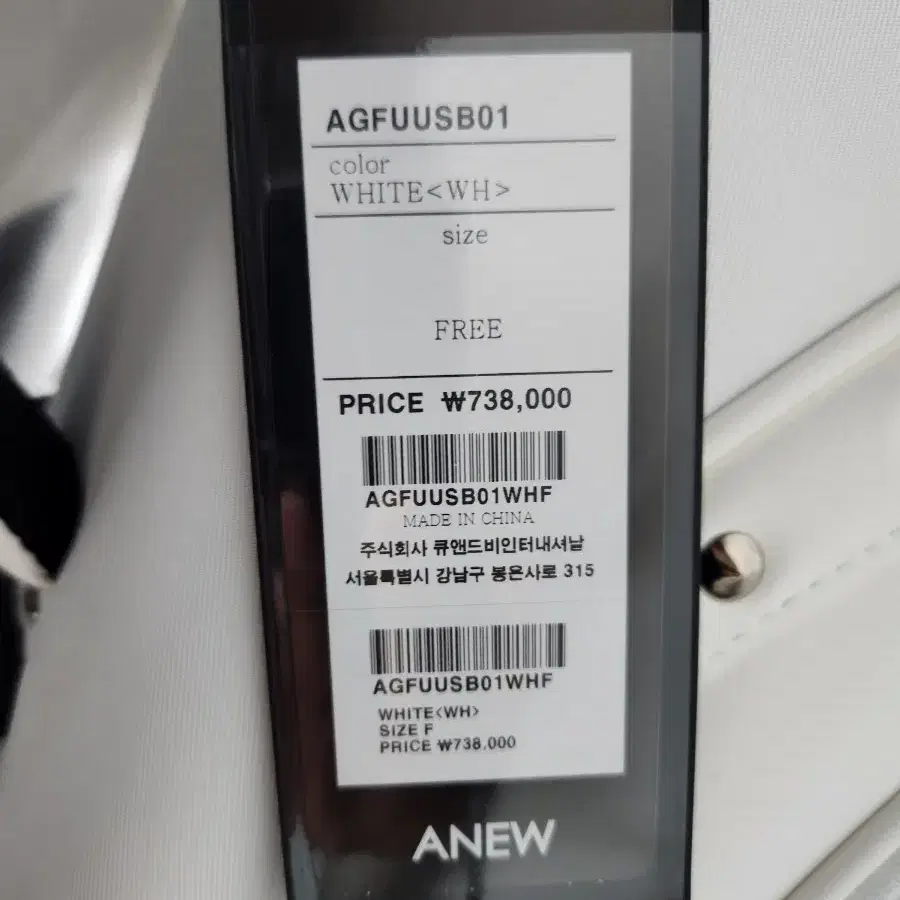 AGFUUSB01
color
WHITE<WH>
size
FREE
PRICE ₩738,000
AGFUUSB01WHF
MADE IN CHINA
주식회사 큐앤드비인터내셔날
서울특별시 강남구 봉은사로 315
AGFUUSB01WHF
WHITE<WH>
SIZE F
PRICE ₩738.000
ANEW